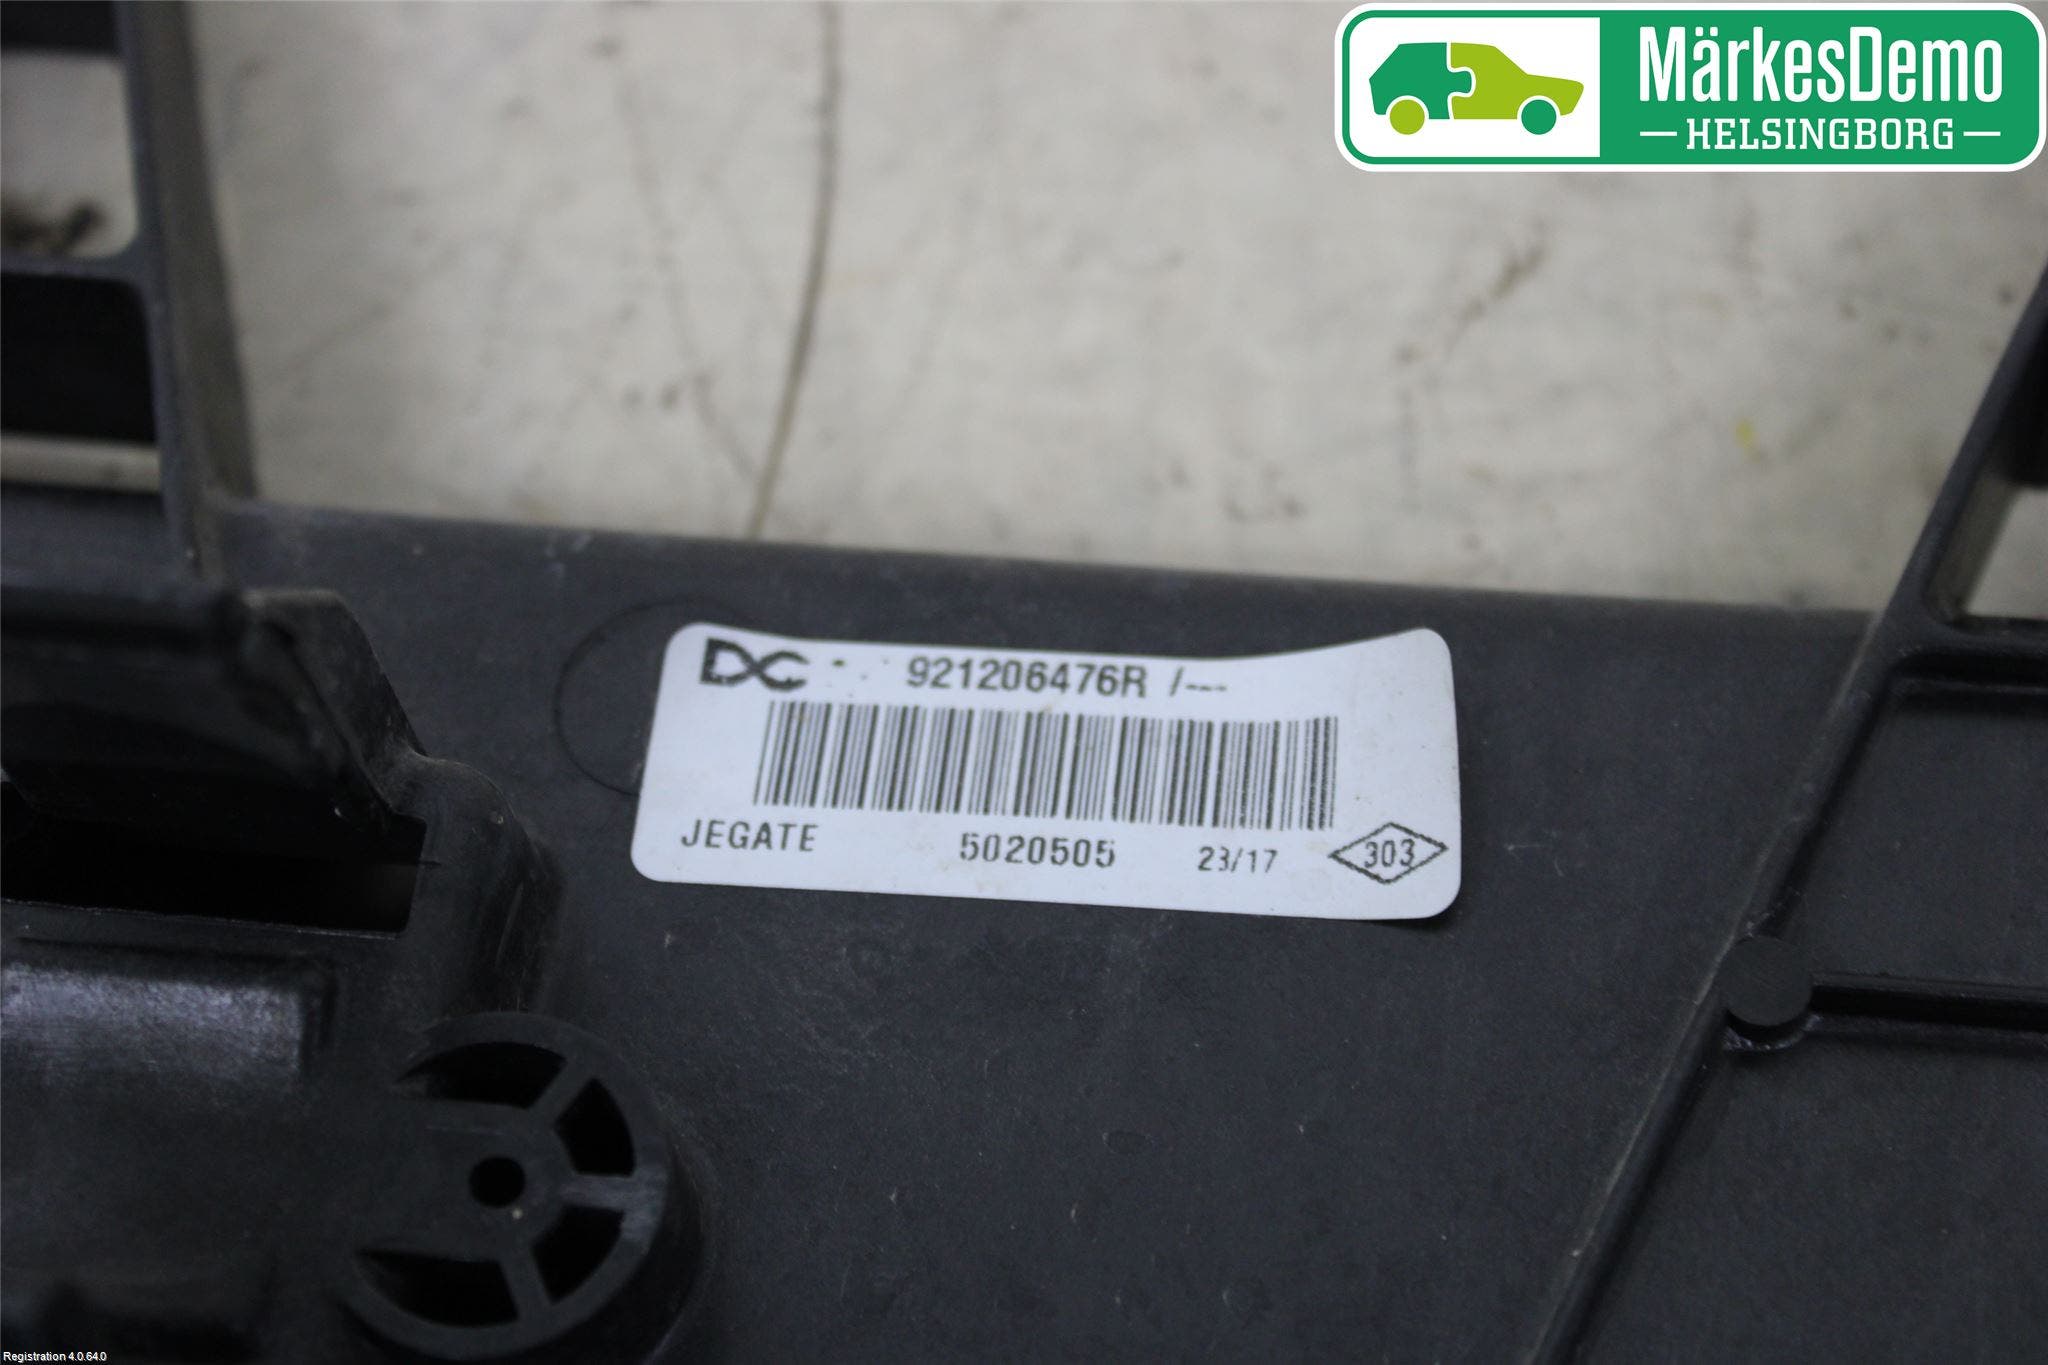 MärkesDemo
HELSINGBORG
DC 921206476R /---
JEGATE 5020505 23/17 303
Registration 4.0.64.0